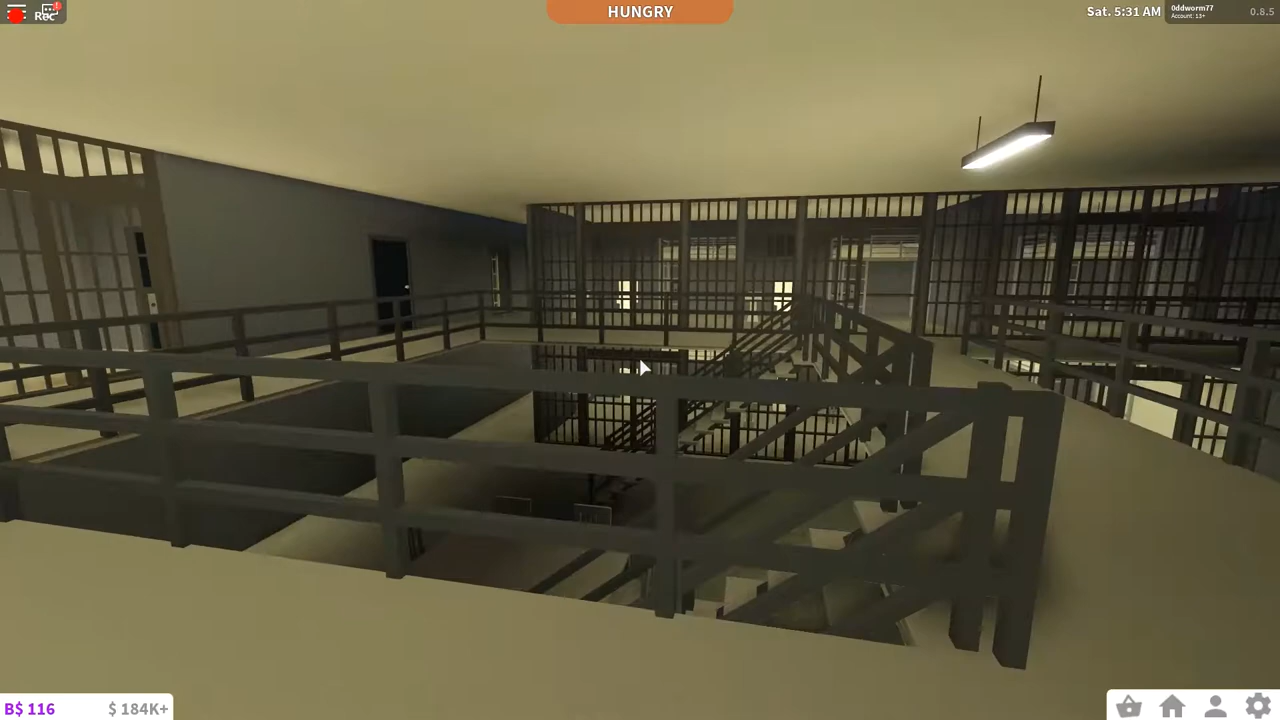 Rec
HUNGRY
Sat. 5:31 AM
0ddworm77
Account: 13+
0.8.5
B$ 116
$ 184K+